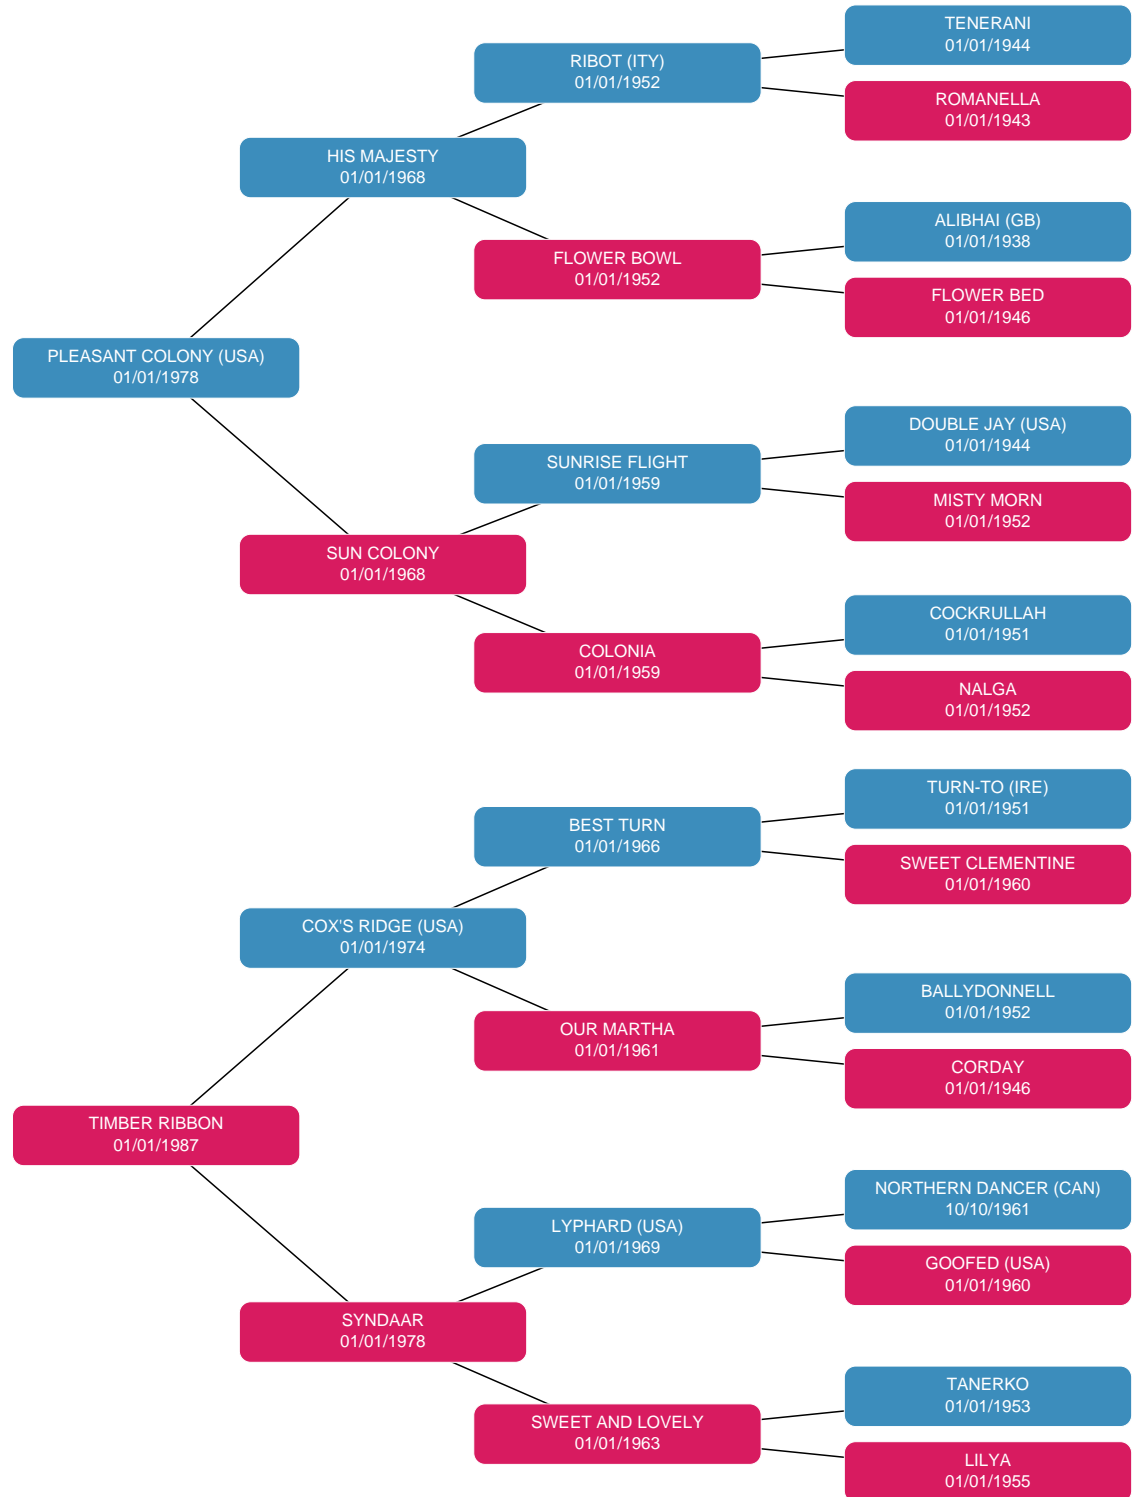 TENERANI
01/01/1944
RIBOT (ITY)
01/01/1952
ROMANELLA
01/01/1943
HIS MAJESTY
01/01/1968
ALIBHAI (GB)
01/01/1938
FLOWER BOWL
01/01/1952
FLOWER BED
01/01/1946
PLEASANT COLONY (USA)
01/01/1978
DOUBLE JAY (USA)
01/01/1944
SUNRISE FLIGHT
01/01/1959
MISTY MORN
01/01/1952
SUN COLONY
01/01/1968
COCKRULLAH
01/01/1951
COLONIA
01/01/1959
NALGA
01/01/1952
TURN-TO (IRE)
01/01/1951
BEST TURN
01/01/1966
SWEET CLEMENTINE
01/01/1960
COX'S RIDGE (USA)
01/01/1974
BALLYDONNELL
01/01/1952
OUR MARTHA
01/01/1961
CORDAY
01/01/1946
TIMBER RIBBON
01/01/1987
NORTHERN DANCER (CAN)
10/10/1961
LYPHARD (USA)
01/01/1969
GOOFED (USA)
01/01/1960
SYNDAAR
01/01/1978
TANERKO
01/01/1953
SWEET AND LOVELY
01/01/1963
LILYA
01/01/1955